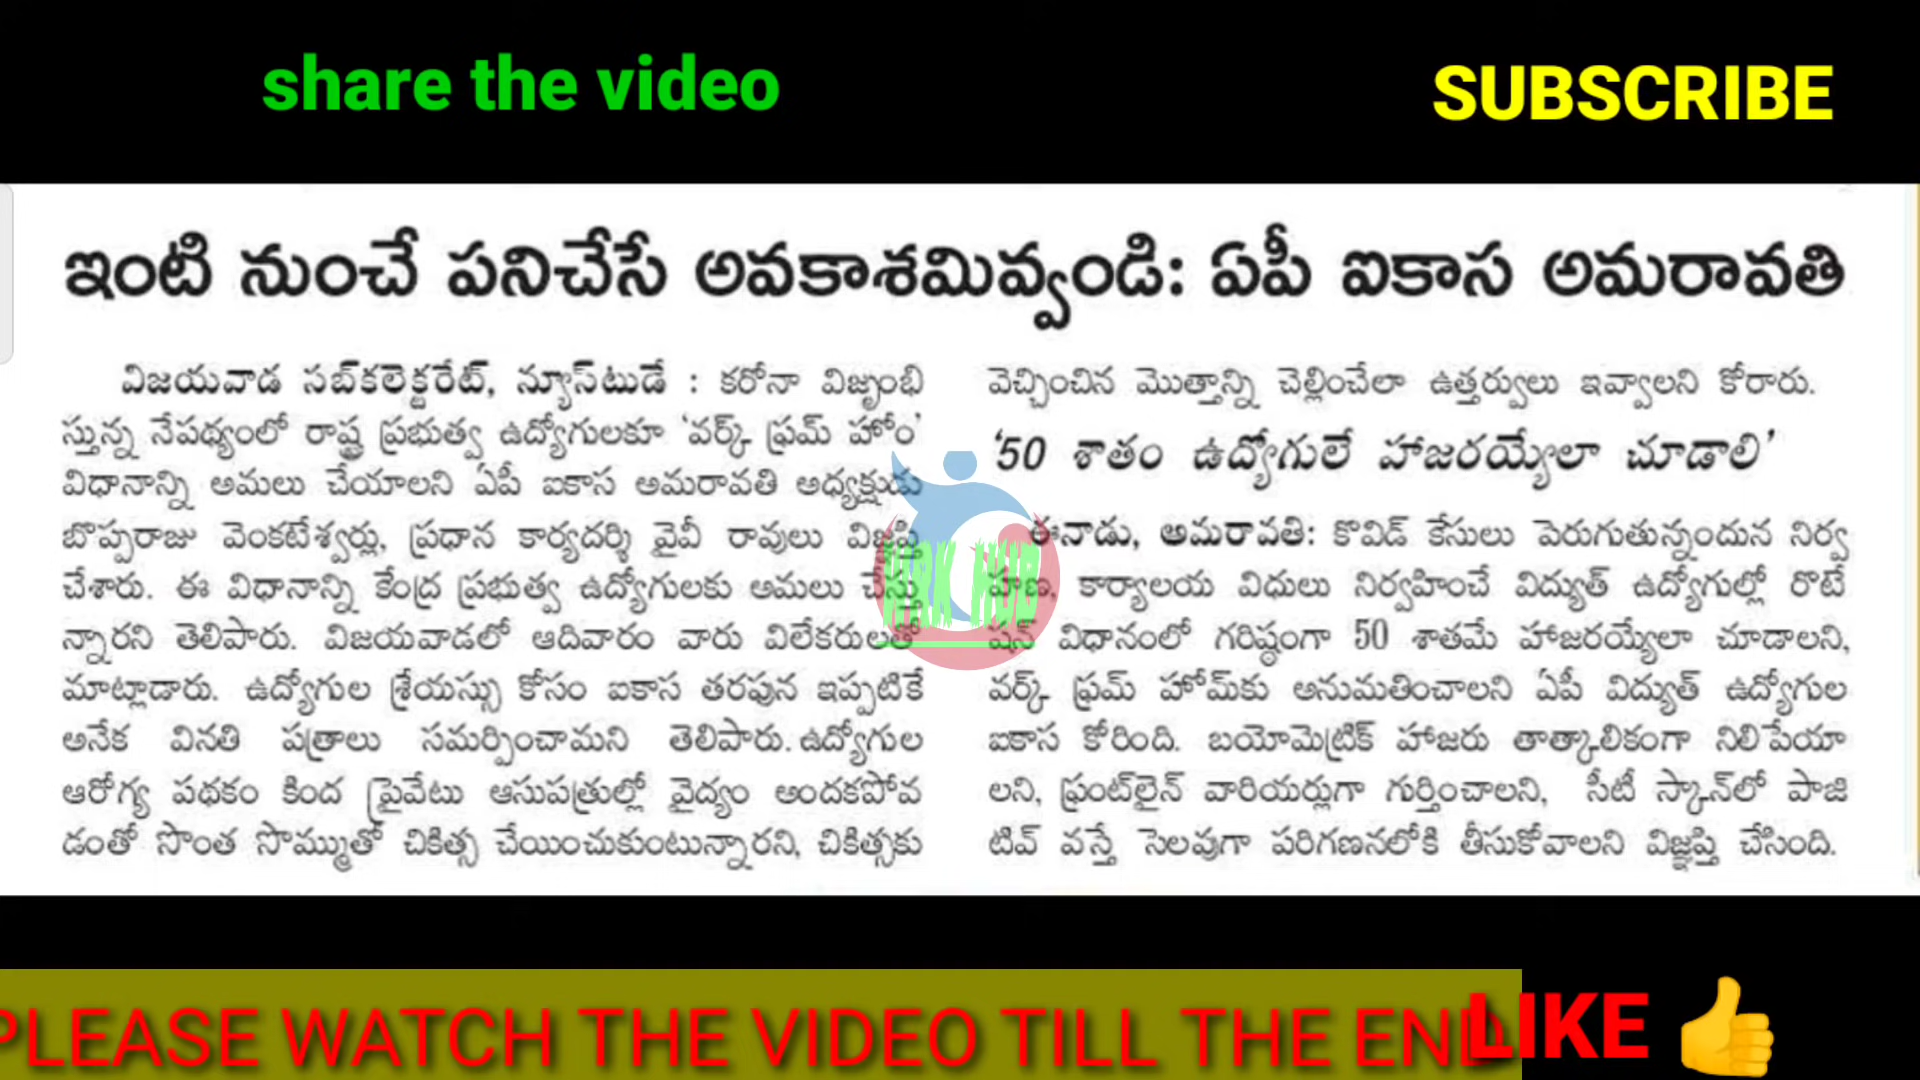 share the video
SUBSCRIBE
ఇంటి నుంచే పనిచేసే అవకాశమివ్వండి: ఏపీ ఐకాస అమరావతి
విజయవాడ సబ్‌కలెక్టరేట్, న్యూస్‌టుడే : కరోనా విజృంభి
స్తున్న నేపథ్యంలో రాష్ట్ర ప్రభుత్వ ఉద్యోగులకూ 'వర్క్ ఫ్రమ్ హోం'
విధానాన్ని అమలు చేయాలని ఏపీ ఐకాస అమరావతి అధ్యక్షుడు
బొప్పరాజు వెంకటేశ్వర్లు, ప్రధాన కార్యదర్శి వైవీ రావులు విజ్ఞప్తి
చేశారు. ఈ విధానాన్ని కేంద్ర ప్రభుత్వ ఉద్యోగులకు అమలు చేస్తు
న్నారని తెలిపారు. విజయవాడలో ఆదివారం వారు విలేకరులతో
మాట్లాడారు. ఉద్యోగుల శ్రేయస్సు కోసం ఐకాస తరఫున ఇప్పటికే
అనేక వినతి పత్రాలు సమర్పించామని తెలిపారు. ఉద్యోగుల
ఆరోగ్య పథకం కింద ప్రైవేటు ఆసుపత్రుల్లో వైద్యం అందకపోవ
డంతో సొంత సొమ్ముతో చికిత్స చేయించుకుంటున్నారని, చికిత్సకు
వెచ్చించిన మొత్తాన్ని చెల్లించేలా ఉత్తర్వులు ఇవ్వాలని కోరారు.
'50 శాతం ఉద్యోగులే హాజరయ్యేలా చూడాలి'
ఈనాడు, అమరావతి: కొవిడ్ కేసులు పెరుగుతున్నందున నిర్వ
హణ, కార్యాలయ విధులు నిర్వహించే విద్యుత్ ఉద్యోగుల్లో రొటే
షన్ విధానంలో గరిష్ఠంగా 50 శాతమే హాజరయ్యేలా చూడాలని,
వర్క్ ఫ్రమ్ హోమ్‌కు అనుమతించాలని ఏపీ విద్యుత్ ఉద్యోగుల
ఐకాస కోరింది. బయోమెట్రిక్ హాజరు తాత్కాలికంగా నిలిపేయా
లని, ఫ్రంట్‌లైన్ వారియర్లుగా గుర్తించాలని, సీటీ స్కాన్‌లో పాజి
టివ్ వస్తే సెలవుగా పరిగణనలోకి తీసుకోవాలని విజ్ఞప్తి చేసింది.
PLEASE WATCH THE VIDEO TILL THE END
LIKE